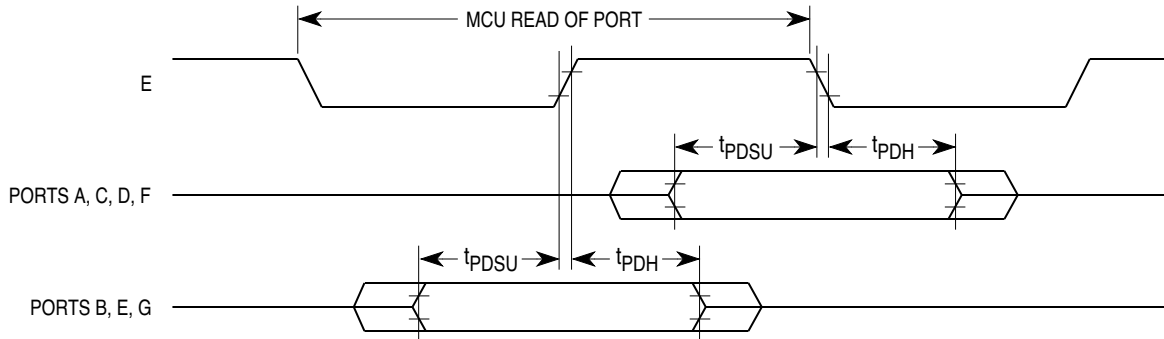 MCU READ OF PORT
E
tPDSU tPDH
PORTS A, C, D, F
tPDSU tPDH
PORTS B, E, G